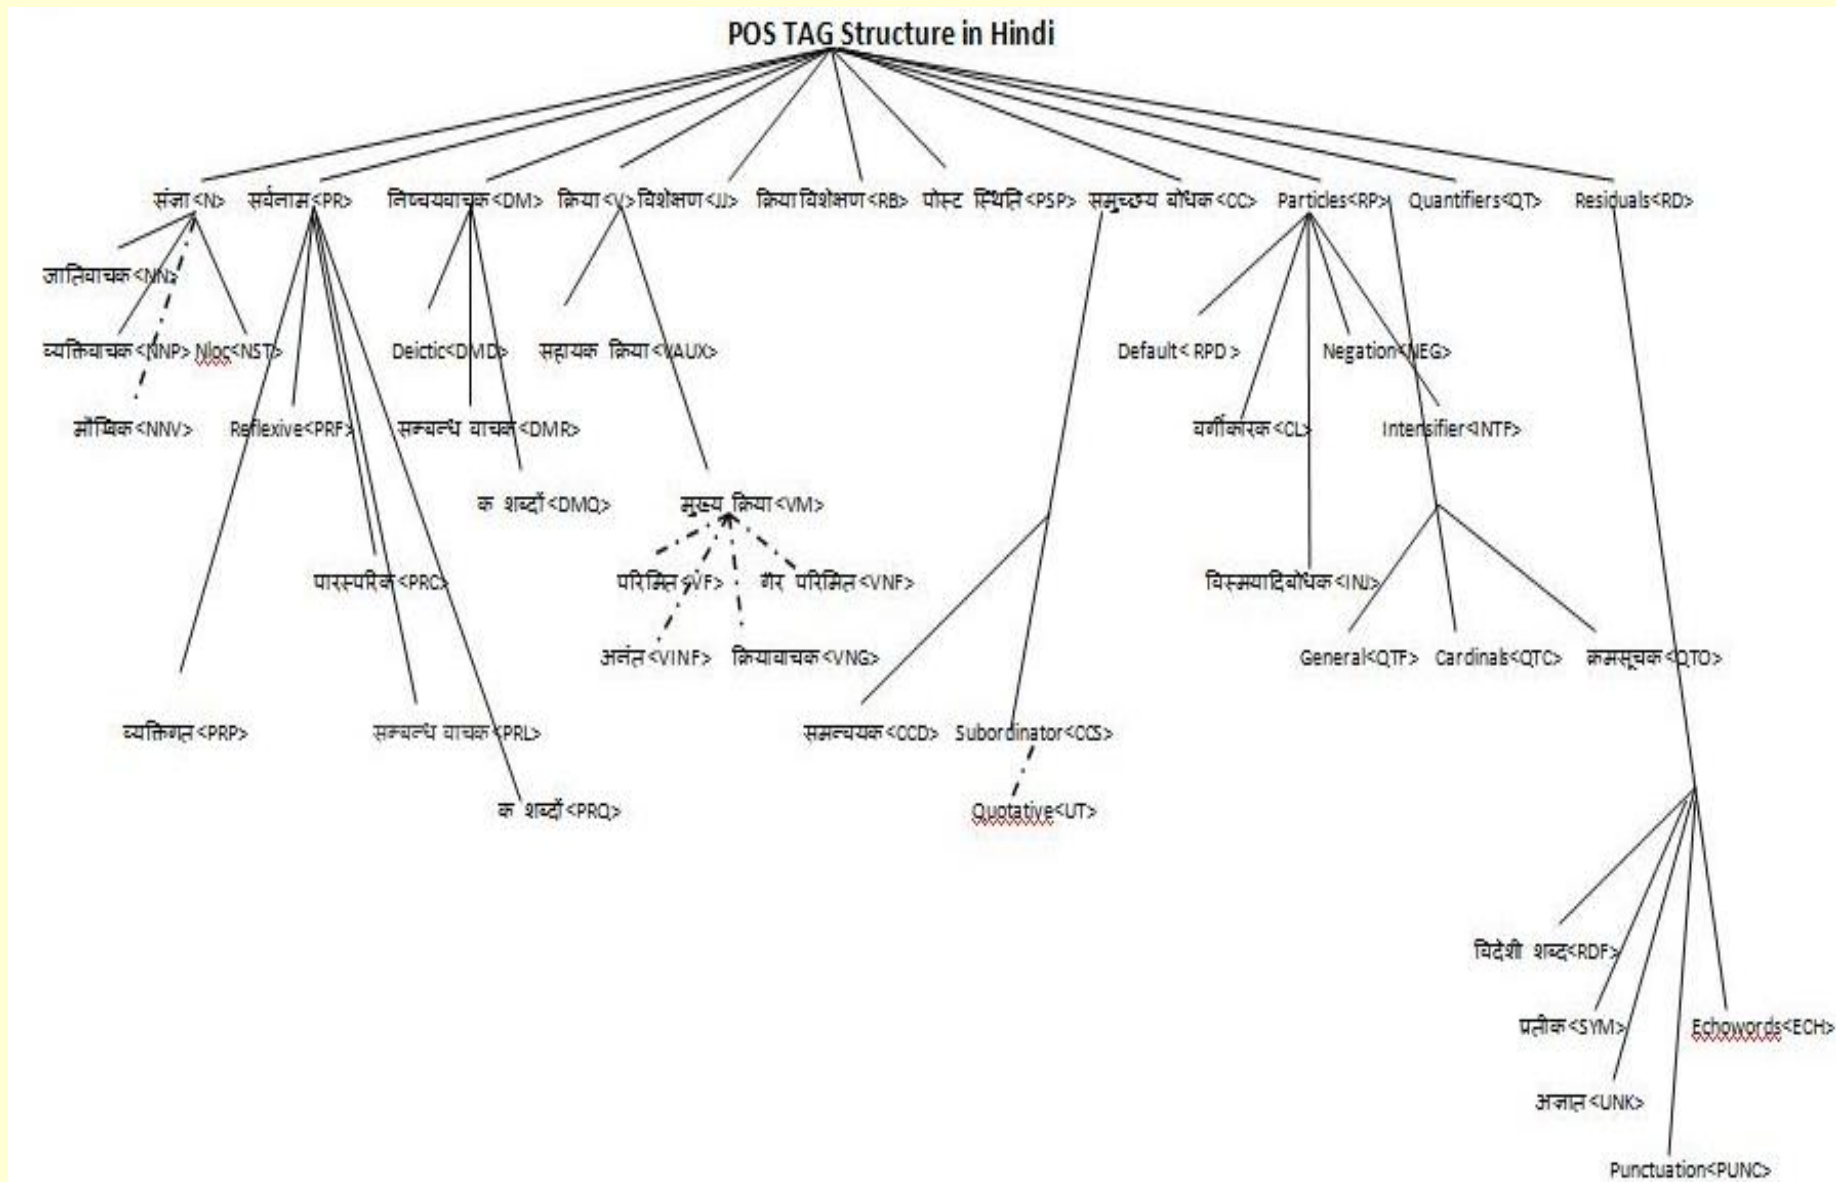 POS TAG Structure in Hindi
संज्ञा<N> सर्वनाम<PR> निष्चयवाचक<DM> क्रिया<V> विशेक्षण<JJ> क्रिया विशेक्षण<RB> पोस्ट स्थिति<PSP> समुच्छ्य बोधक<CC> Particles<RP> Quantifiers<QT> Residuals<RD>
जातिवाचक<NN>
व्यक्तिवाचक<NNP> Nloc<NST> Deictic<DMD> सहायक क्रिया<VAUX> Default<RPD> Negation<NEG>
<NNV> Reflexive<PRF> सम्बन्ध वाचक<DMR> वर्गीकारक<CL> Intensifier<INTF>
क शब्दों<DMQ> मुख्य क्रिया<VM>
पारस्परिक<PRC> परिमित<VF> गैर परिमित<VNF> विस्मयादिबोधक<INJ>
अनंत<VINF> क्रियावाचक<VNG> General<QTF> Cardinals<QTC> क्रमसूचक<QTO>
व्यक्तिगत<PRP> सम्बन्ध वाचक<PRL> समन्वयक<CCD> Subordinator<CCS>
क शब्दों<PRQ> Quotative<UT>
विदेशी शब्द<RDF>
प्रतीक<SYM> Echowords<ECH>
अज्ञात<UNK>
Punctuation<PUNC>